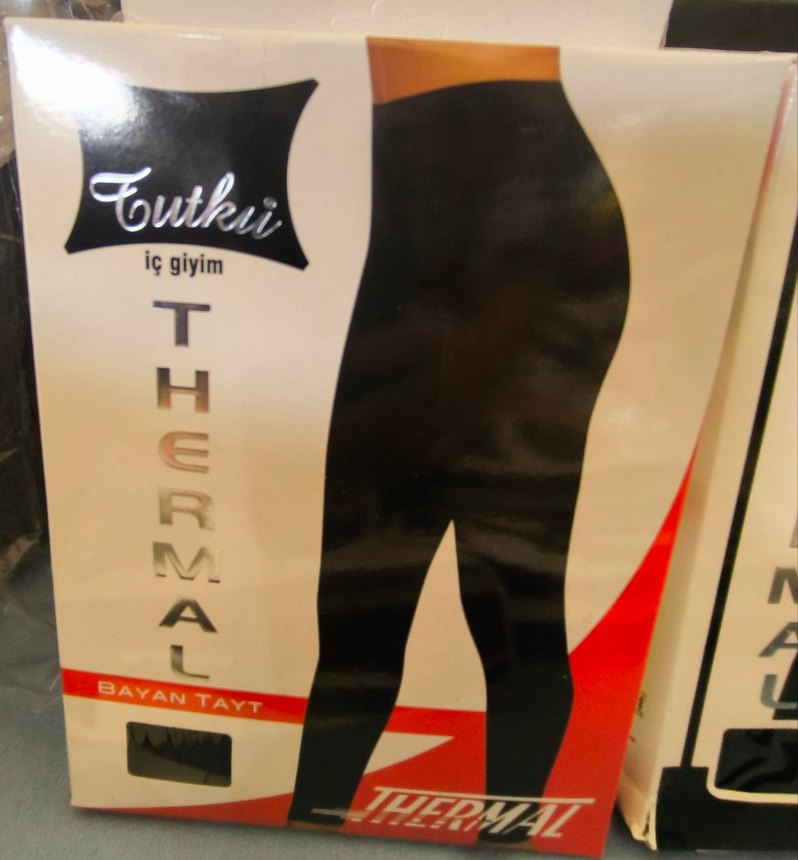 Tutku
iç giyim
THERMAL
BAYAN TAYT
THERMAL